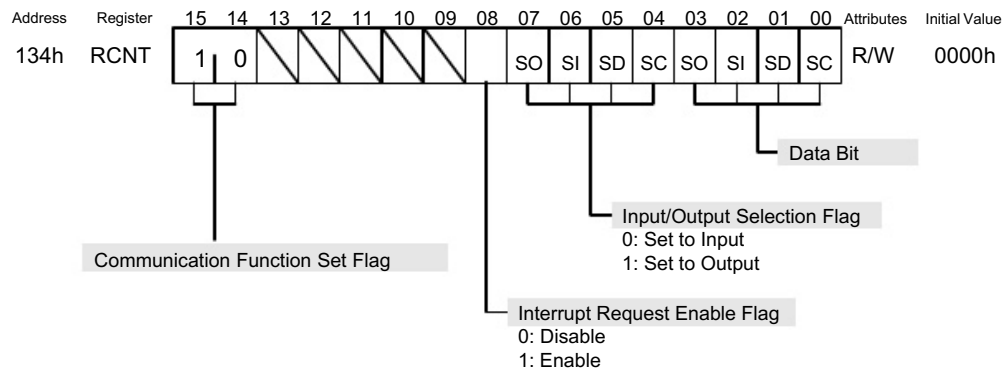 Address Register 15 14 13 12 11 10 09 08 07 06 05 04 03 02 01 00 Attributes Initial Value
134h RCNT 1 0 SO SI SD SC SO SI SD SC R/W 0000h
Data Bit
Input/Output Selection Flag
0: Set to Input
1: Set to Output
Communication Function Set Flag
Interrupt Request Enable Flag
0: Disable
1: Enable